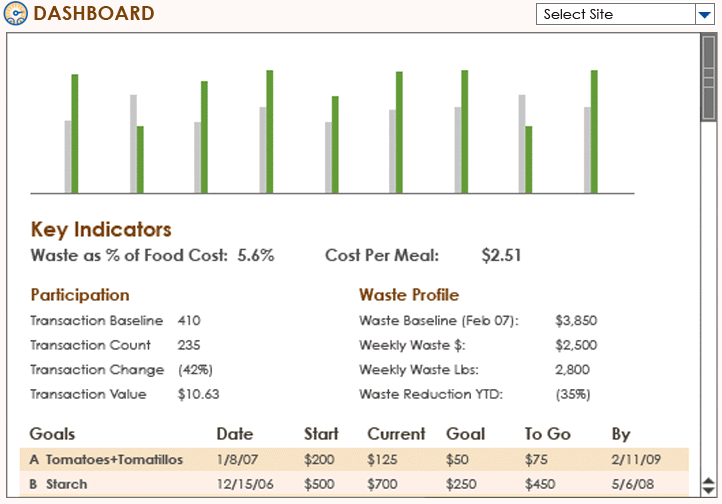 DASHBOARD
Select Site
Key Indicators
Waste as % of Food Cost: 5.6% Cost Per Meal: $2.51
Participation Waste Profile
Transaction Baseline 410 Waste Baseline (Feb 07): $3,850
Transaction Count 235 Weekly Waste $: $2,500
Transaction Change (42%) Weekly Waste Lbs: 2,800
Transaction Value $10.63 Waste Reduction YTD: (35%)
Goals Date Start Current Goal To Go By
A Tomatoes+Tomatillos 1/8/07 $200 $125 $50 $75 2/11/09
B Starch 12/15/06 $500 $700 $250 $450 5/6/08